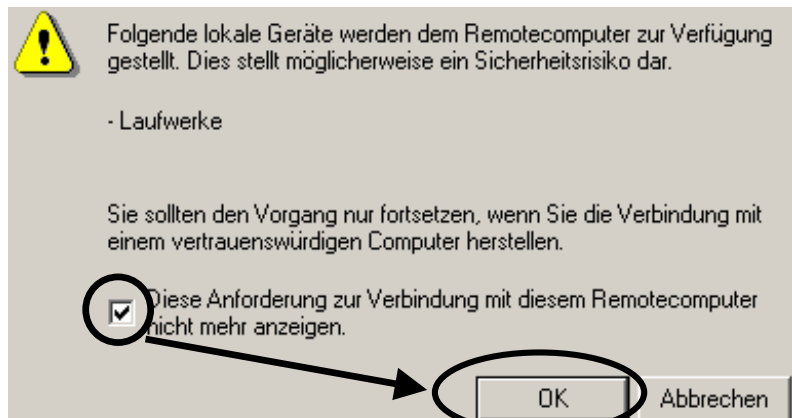 Folgende lokale Geräte werden dem Remotecomputer zur Verfügung
gestellt. Dies stellt möglicherweise ein Sicherheitsrisiko dar.
- Laufwerke
Sie sollten den Vorgang nur fortsetzen, wenn Sie die Verbindung mit
einem vertrauenswürdigen Computer herstellen.
Diese Anforderung zur Verbindung mit diesem Remotecomputer
nicht mehr anzeigen.
OK Abbrechen